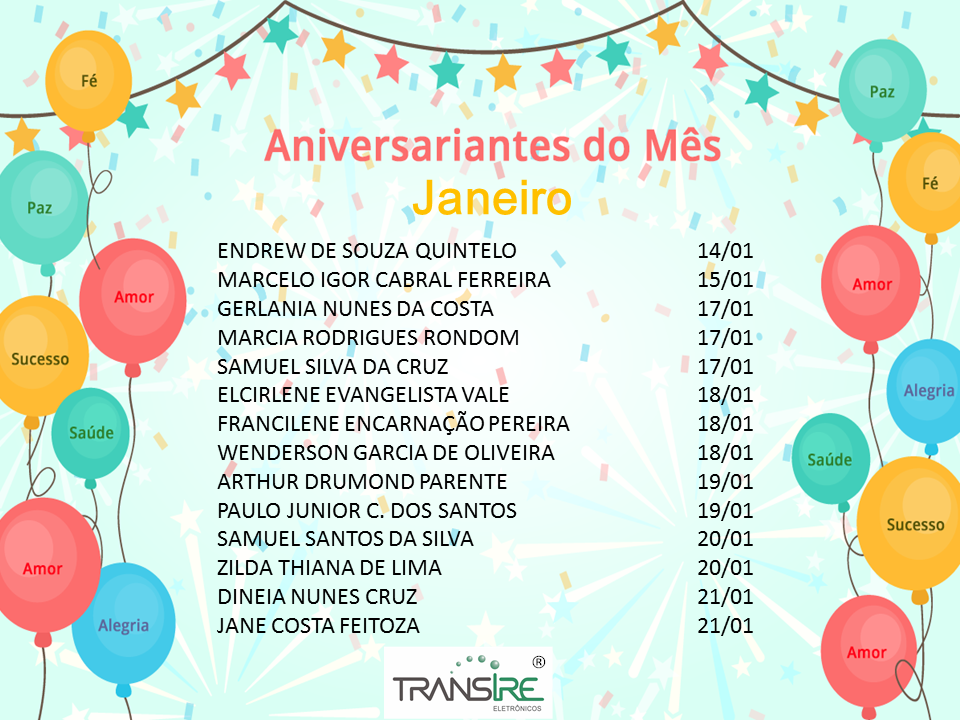 Fé
Paz
Amor
Sucesso
Saúde
Amor
Alegria
Aniversariantes do Mês
Janeiro
ENDREW DE SOUZA QUINTELO 14/01
MARCELO IGOR CABRAL FERREIRA 15/01
GERLANIA NUNES DA COSTA 17/01
MARCIA RODRIGUES RONDOM 17/01
SAMUEL SILVA DA CRUZ 17/01
ELCIRLENE EVANGELISTA VALE 18/01
FRANCILENE ENCARNAÇÃO PEREIRA 18/01
WENDERSON GARCIA DE OLIVEIRA 18/01
ARTHUR DRUMOND PARENTE 19/01
PAULO JUNIOR C. DOS SANTOS 19/01
SAMUEL SANTOS DA SILVA 20/01
ZILDA THIANA DE LIMA 20/01
DINEIA NUNES CRUZ 21/01
JANE COSTA FEITOZA 21/01
TRANSIRE ®
ELETRÔNICOS
Paz
Fé
Amor
Alegria
Saúde
Sucesso
Amor